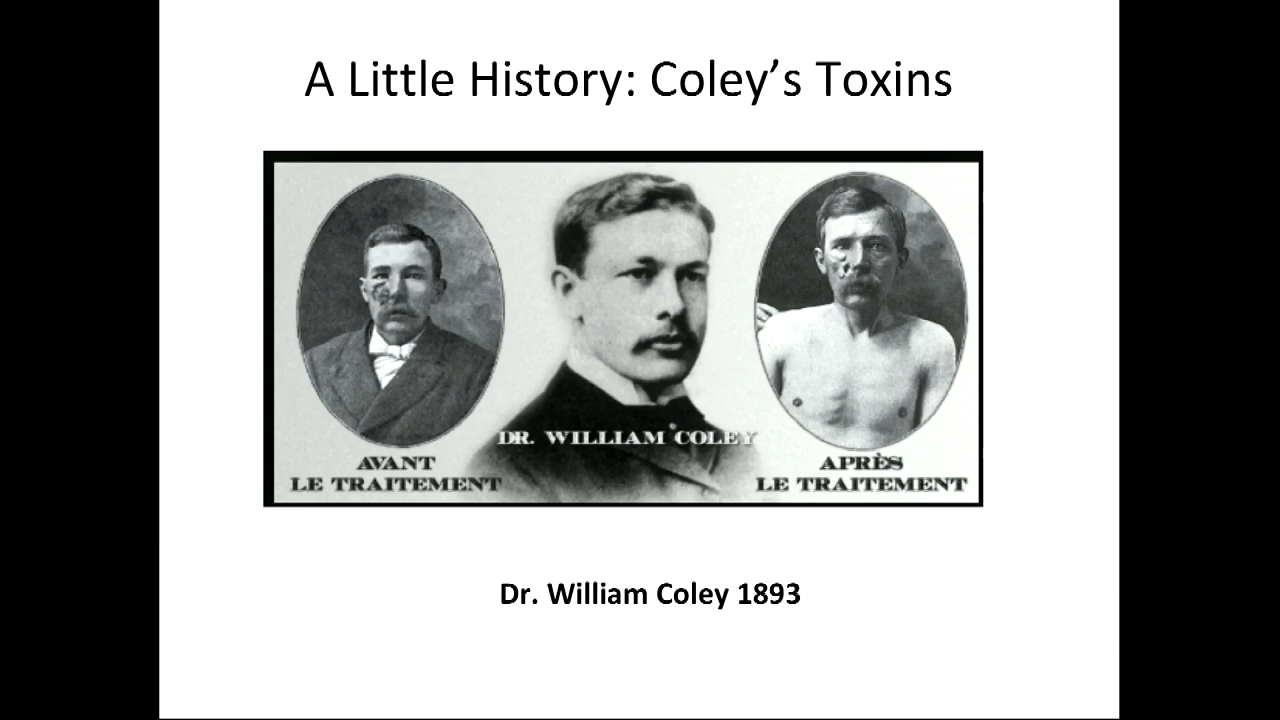 A Little History: Coley’s Toxins
DR. WILLIAM COLEY
AVANT
LE TRAITEMENT
APRÈS
LE TRAITEMENT
Dr. William Coley 1893